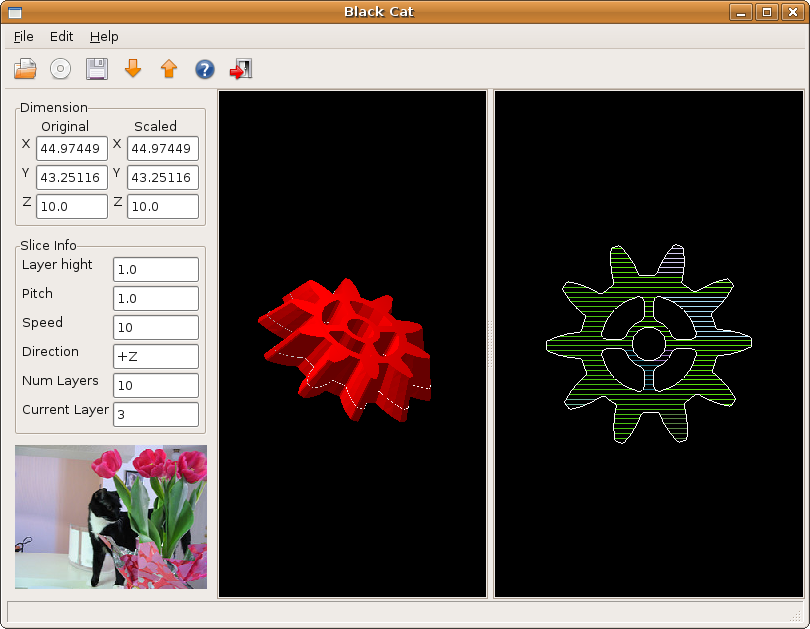 Black Cat
File Edit Help
Dimension
Original Scaled
X 44.97449 X 44.97449
Y 43.25116 Y 43.25116
Z 10.0 Z 10.0
Slice Info
Layer hight 1.0
Pitch 1.0
Speed 10
Direction +Z
Num Layers 10
Current Layer 3